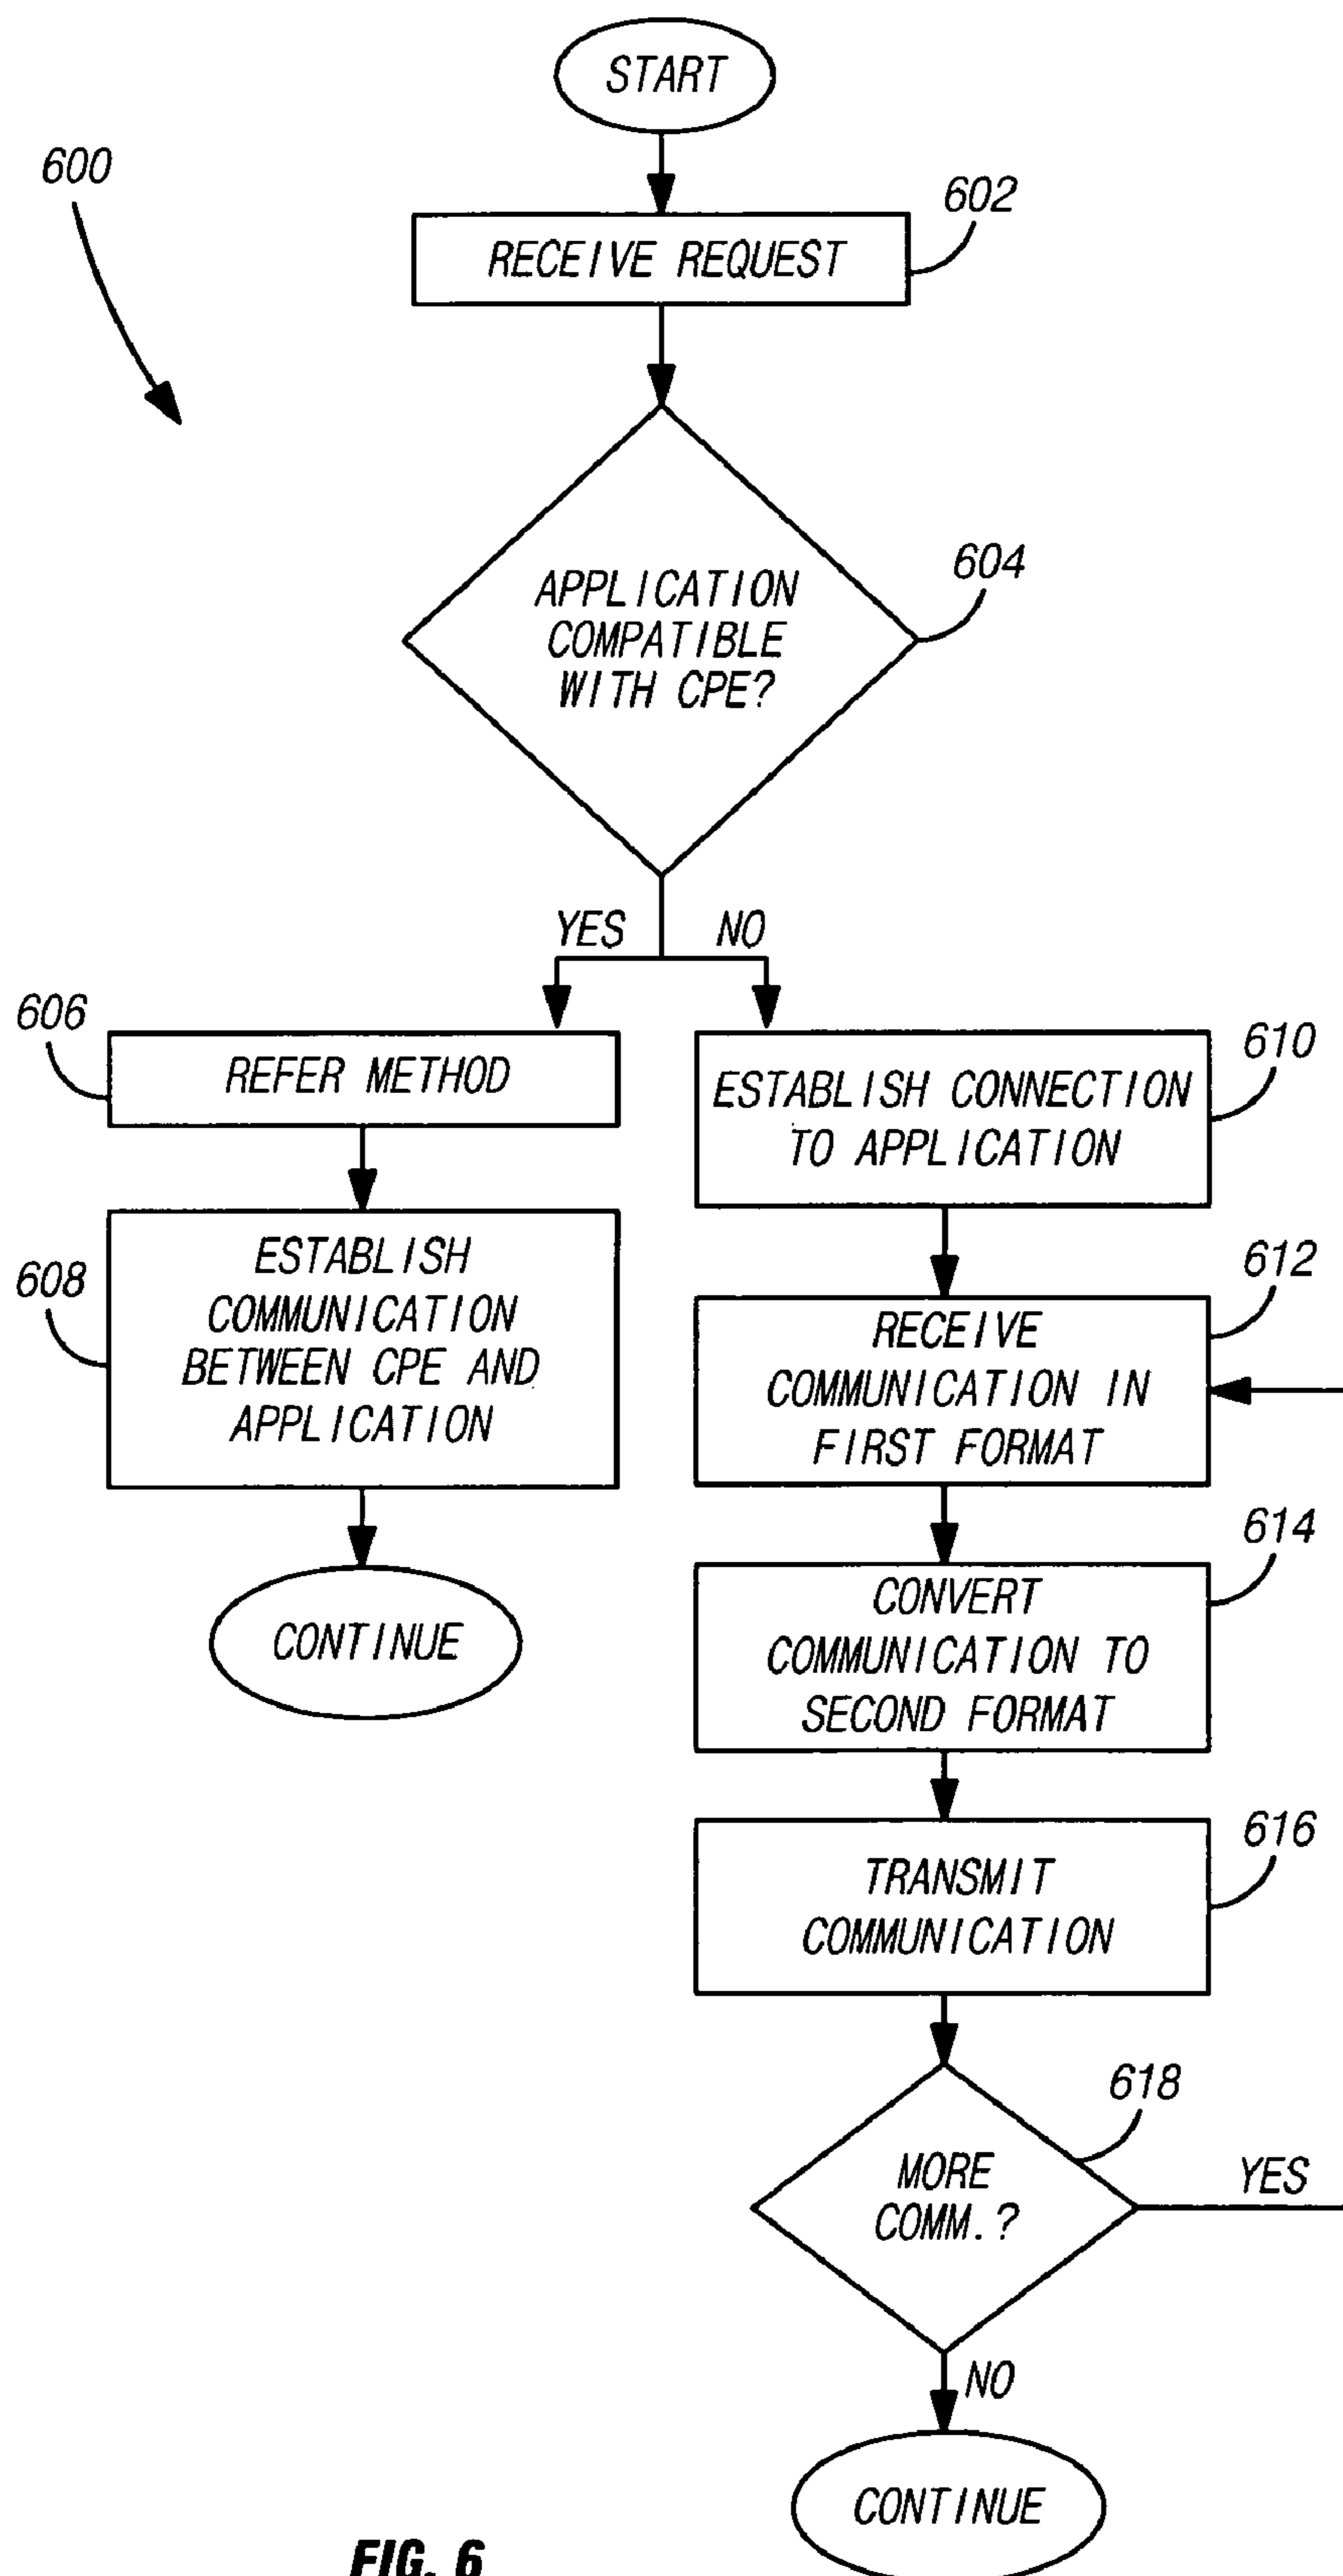 START
600
602
RECEIVE REQUEST
604
APPLICATION
COMPATIBLE
WITH CPE?
YES
NO
606
REFER METHOD
610
ESTABLISH CONNECTION
TO APPLICATION
608
ESTABLISH
COMMUNICATION
BETWEEN CPE AND
APPLICATION
612
RECEIVE
COMMUNICATION IN
FIRST FORMAT
CONTINUE
614
CONVERT
COMMUNICATION TO
SECOND FORMAT
616
TRANSMIT
COMMUNICATION
618
MORE
COMM.?
YES
NO
CONTINUE
FIG. 6